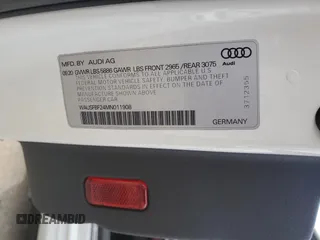 MFD. BY AUDI AG
08/20 GVWR LBS 5886 GAWR LBS FRONT 2965 /REAR 3075
THIS VEHICLE CONFORMS TO ALL APPLICABLE U.S.
FEDERAL MOTOR VEHICLE SAFETY, BUMPER, AND THEFT
PREVENTION STANDARDS IN EFFECT ON THE DATE OF
MANUFACTURE SHOWN ABOVE.
PASSENGER CAR
Audi
GERMANY
DREAMBID